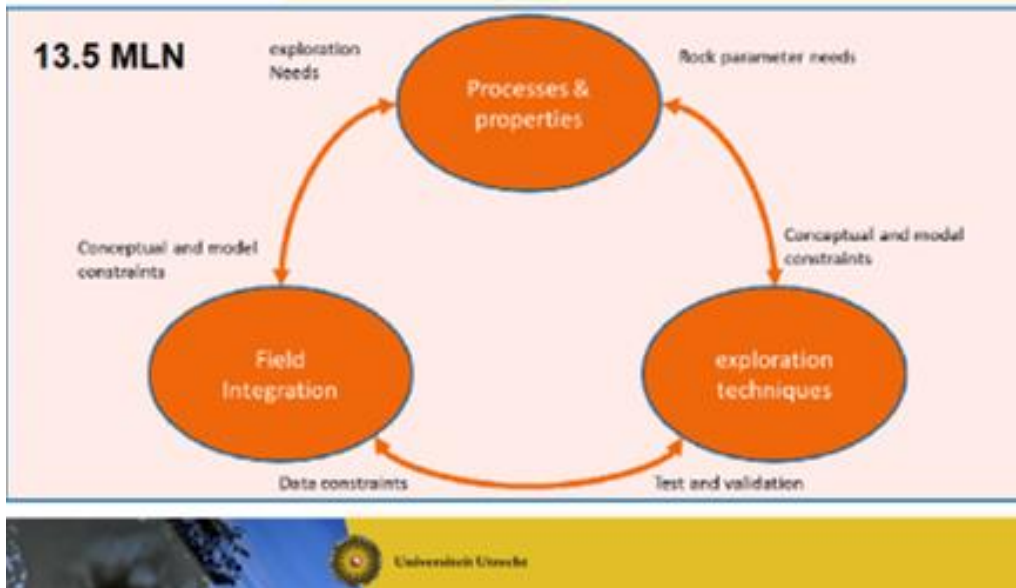 13.5 MLN
exploration
Needs
Rock parameter needs
Processes &
properties
Conceptual and model
constraints
Conceptual and modal
constraints
Field
Integration
exploration
techniques
Data constraints
Test and validation
Universiteit Utrecht